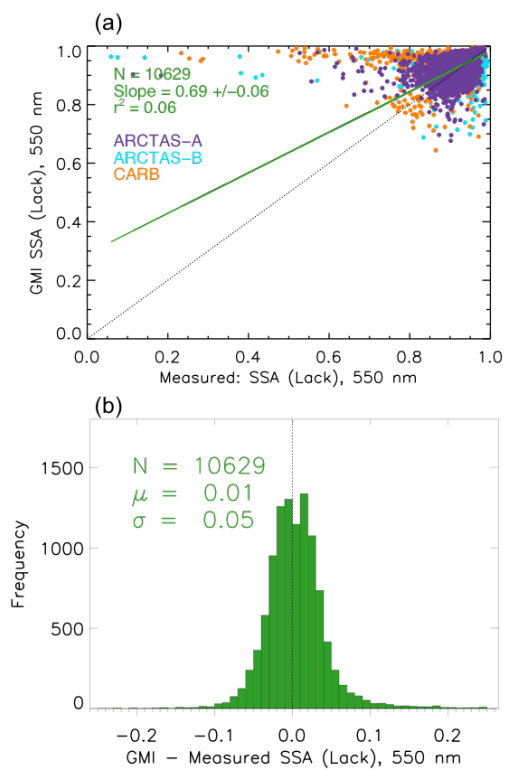 (a)
N = 10629
Slope = 0.69 +/-0.06
r² = 0.06
ARCTAS-A
ARCTAS-B
CARB
GMI SSA (Lack), 550 nm
1.0
0.8
0.6
0.4
0.2
0.0
0.0 0.2 0.4 0.6 0.8 1.0
Measured: SSA (Lack), 550 nm
(b)
N = 10629
μ = 0.01
σ = 0.05
Frequency
1500
1000
500
0
−0.2 −0.1 0.0 0.1 0.2
GMI − Measured SSA (Lack), 550 nm